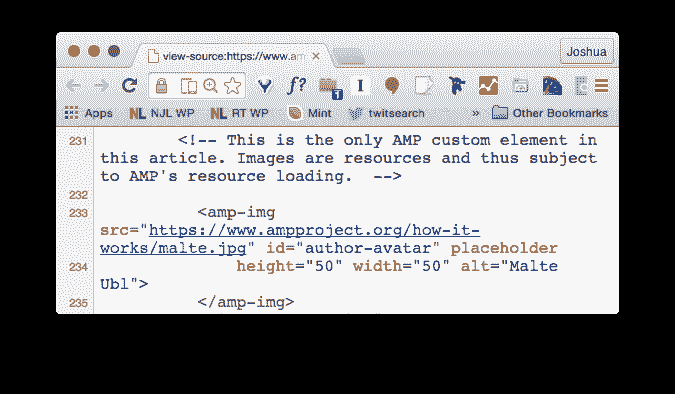 Joshua
view-source:https://www.am
f?
T
I
Apps NL NJL WP NL RT WP Mint twitsearch » Other Bookmarks
231 <!-- This is the only AMP custom element in
this article. Images are resources and thus subject
to AMP's resource loading.  -->
232
233 <amp-img
src="https://www.ampproject.org/how-it-
works/malte.jpg" id="author-avatar" placeholder
234 height="50" width="50" alt="Malte
Ubl">
235 </amp-img>